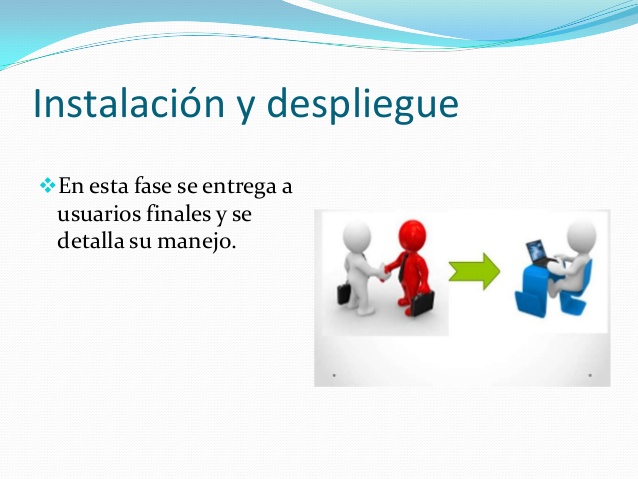 Instalación y despliegue
❖En esta fase se entrega a
usuarios finales y se
detalla su manejo.